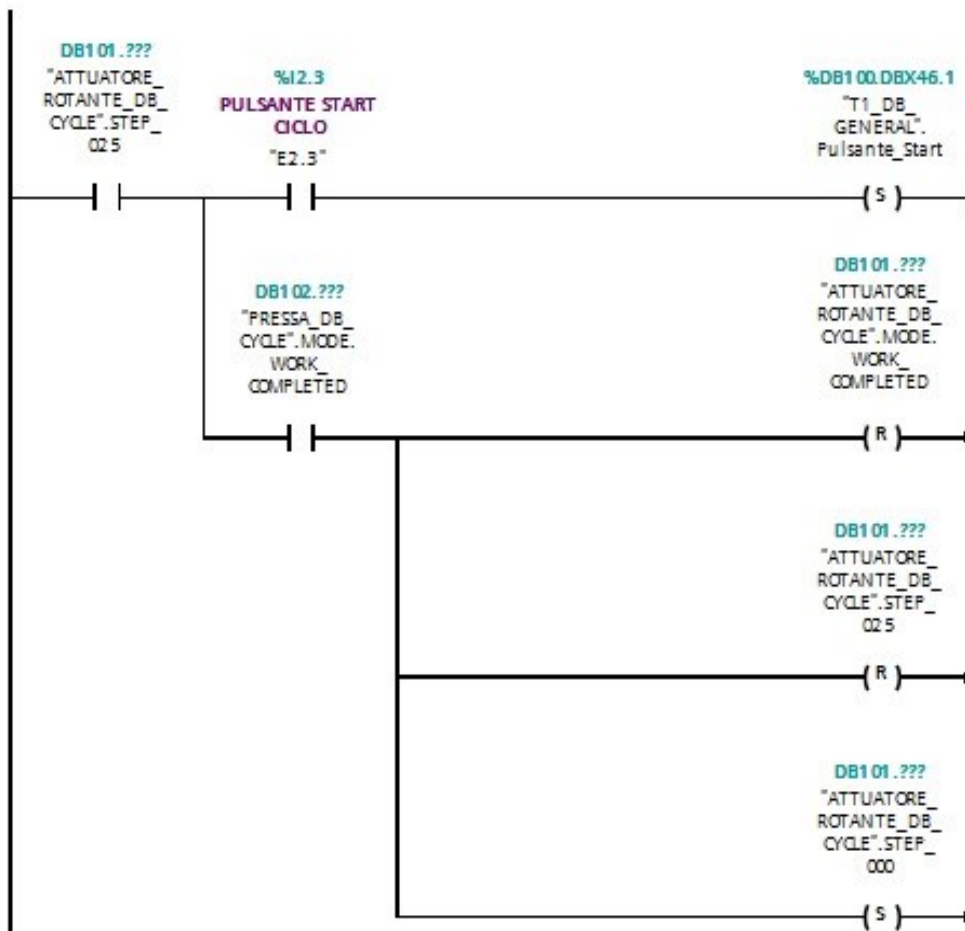 DB101.???
"ATTUATORE_
ROTANTE_DB_
CYCLE".STEP_
025
%I2.3
PULSANTE START
CICLO
"E2.3"
%DB100.DBX46.1
"T1_DB_
GENERAL".
Pulsante_Start
S
DB102.???
"PRESSA_DB_
CYCLE".MODE.
WORK_
COMPLETED
DB101.???
"ATTUATORE_
ROTANTE_DB_
CYCLE".MODE.
WORK_
COMPLETED
R
DB101.???
"ATTUATORE_
ROTANTE_DB_
CYCLE".STEP_
025
R
DB101.???
"ATTUATORE_
ROTANTE_DB_
CYCLE".STEP_
000
S